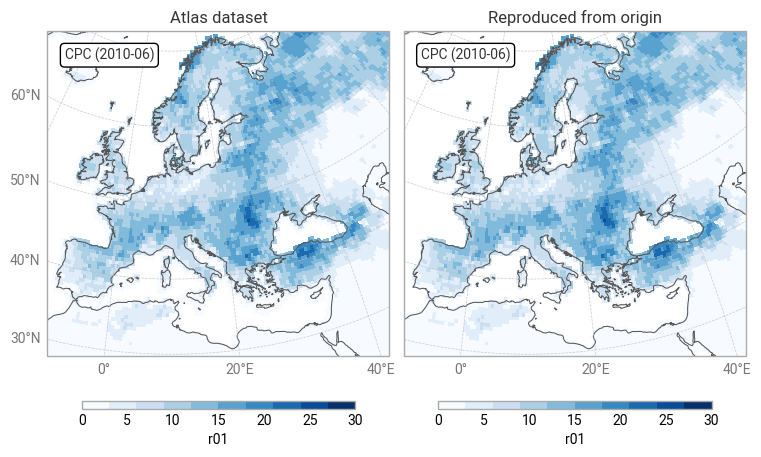 Atlas dataset
Reproduced from origin
CPC (2010-06)
CPC (2010-06)
60°N
50°N
40°N
30°N
0°
20°E
40°E
0°
20°E
40°E
0
5
10
15
20
25
30
0
5
10
15
20
25
30
r01
r01